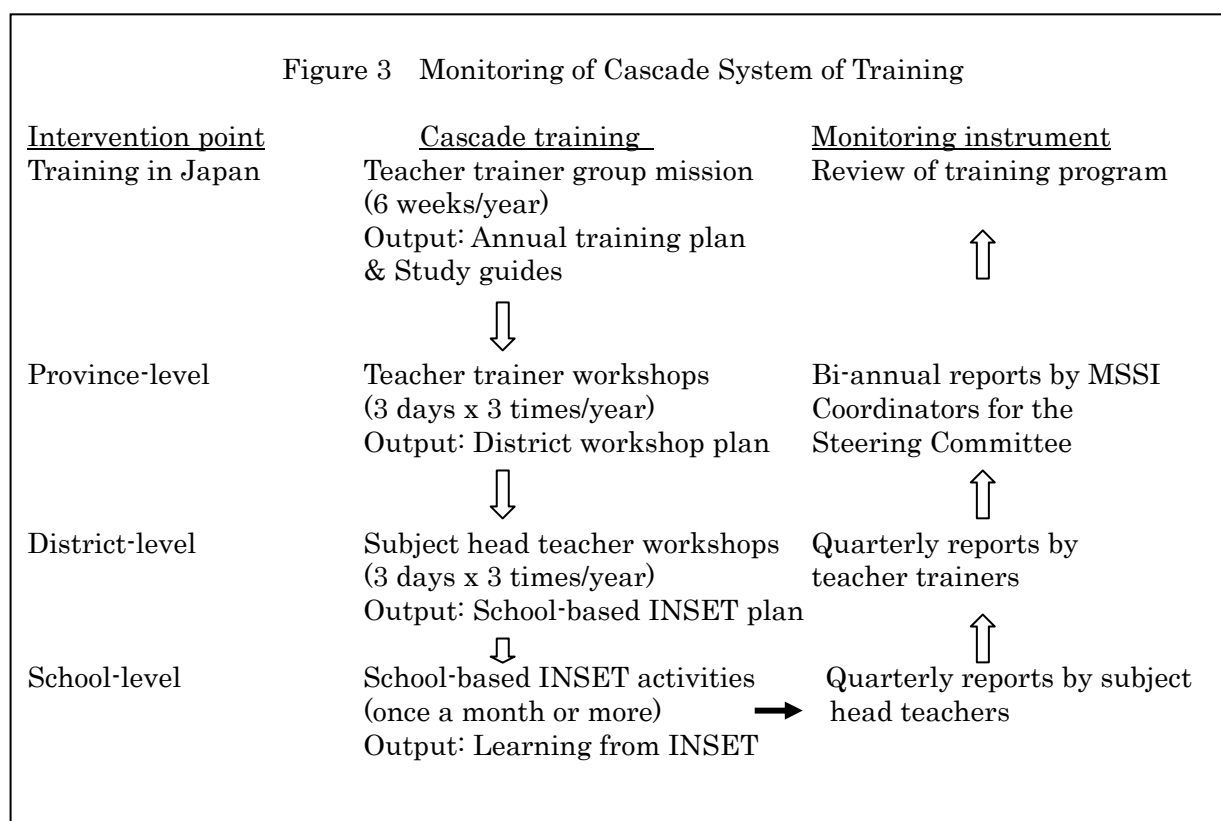 Figure 3 Monitoring of Cascade System of Training
Intervention point Cascade training Monitoring instrument
Training in Japan Teacher trainer group mission Review of training program
(6 weeks/year)
Output: Annual training plan
& Study guides
Province-level Teacher trainer workshops Bi-annual reports by MSSI
(3 days x 3 times/year) Coordinators for the
Output: District workshop plan Steering Committee
District-level Subject head teacher workshops Quarterly reports by
(3 days x 3 times/year) teacher trainers
Output: School-based INSET plan
School-level School-based INSET activities Quarterly reports by subject
(once a month or more) head teachers
Output: Learning from INSET